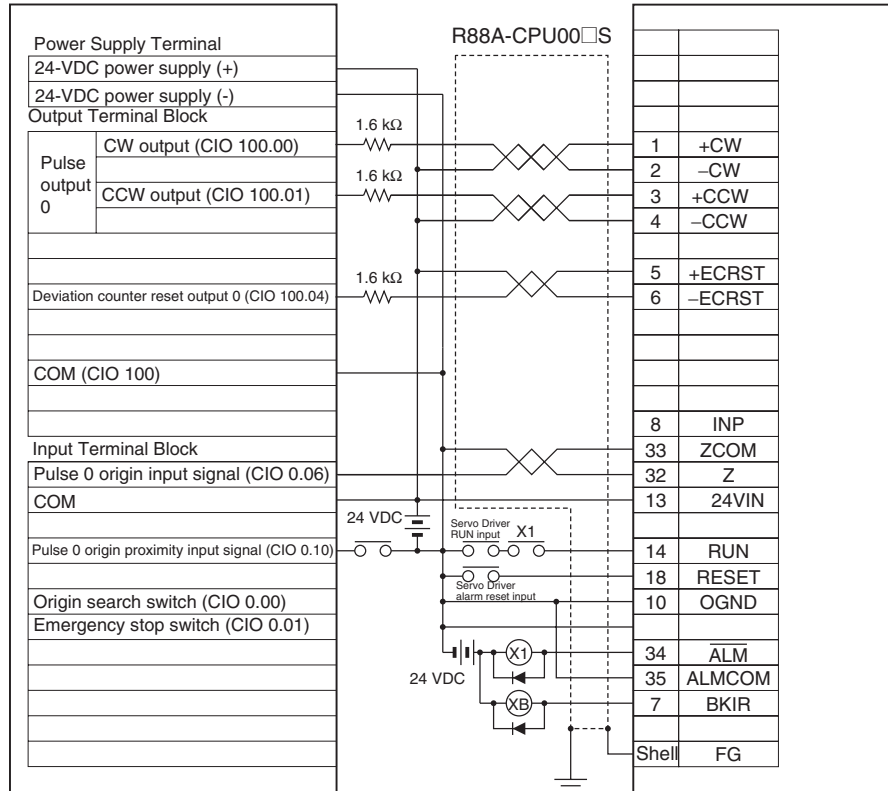 R88A-CPU00□S
Power Supply Terminal
24-VDC power supply (+)
24-VDC power supply (-)
Output Terminal Block
Pulse output 0
CW output (CIO 100.00)
CCW output (CIO 100.01)
Deviation counter reset output 0 (CIO 100.04)
COM (CIO 100)
Input Terminal Block
Pulse 0 origin input signal (CIO 0.06)
COM
Pulse 0 origin proximity input signal (CIO 0.10)
Origin search switch (CIO 0.00)
Emergency stop switch (CIO 0.01)
1.6 kΩ
1.6 kΩ
1.6 kΩ
24 VDC
Servo Driver
RUN input
X1
Servo Driver
alarm reset input
X1
24 VDC
XB
1 +CW
2 −CW
3 +CCW
4 −CCW
5 +ECRST
6 −ECRST
8 INP
33 ZCOM
32 Z
13 24VIN
14 RUN
18 RESET
10 OGND
34 ALM
35 ALMCOM
7 BKIR
Shell FG